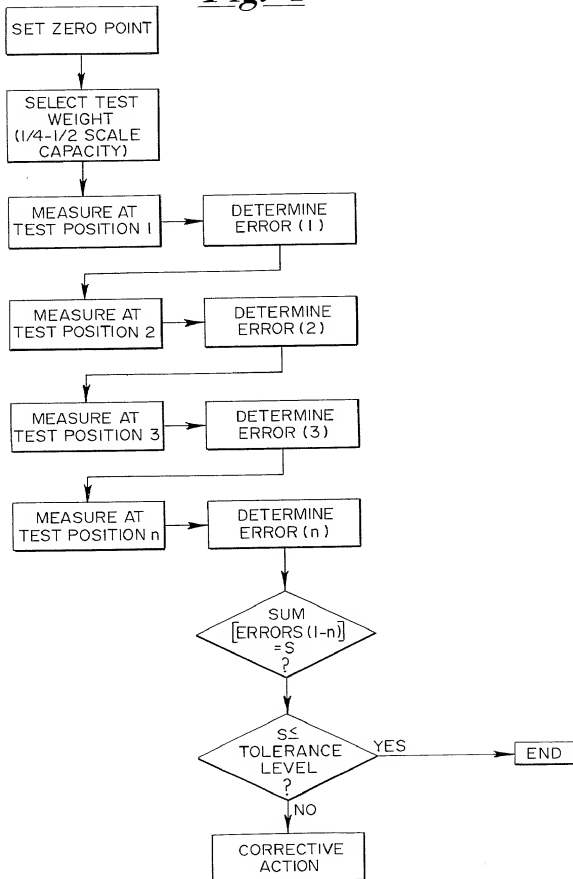 SET ZERO POINT
SELECT TEST
WEIGHT
(1/4-1/2 SCALE
CAPACITY)
MEASURE AT
TEST POSITION 1
DETERMINE
ERROR (1)
MEASURE AT
TEST POSITION 2
DETERMINE
ERROR (2)
MEASURE AT
TEST POSITION 3
DETERMINE
ERROR (3)
MEASURE AT
TEST POSITION n
DETERMINE
ERROR (n)
SUM
[ERRORS (1-n)]
=S
?
S≤
TOLERANCE
LEVEL
?
YES
END
NO
CORRECTIVE
ACTION